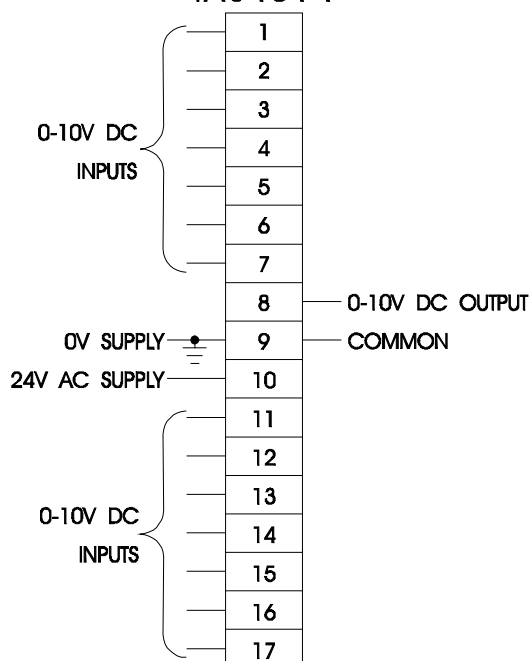 1
2
3
0-10V DC
INPUTS
4
5
6
7
8
0-10V DC OUTPUT
0V SUPPLY
9
COMMON
24V AC SUPPLY
10
11
12
13
0-10V DC
INPUTS
14
15
16
17